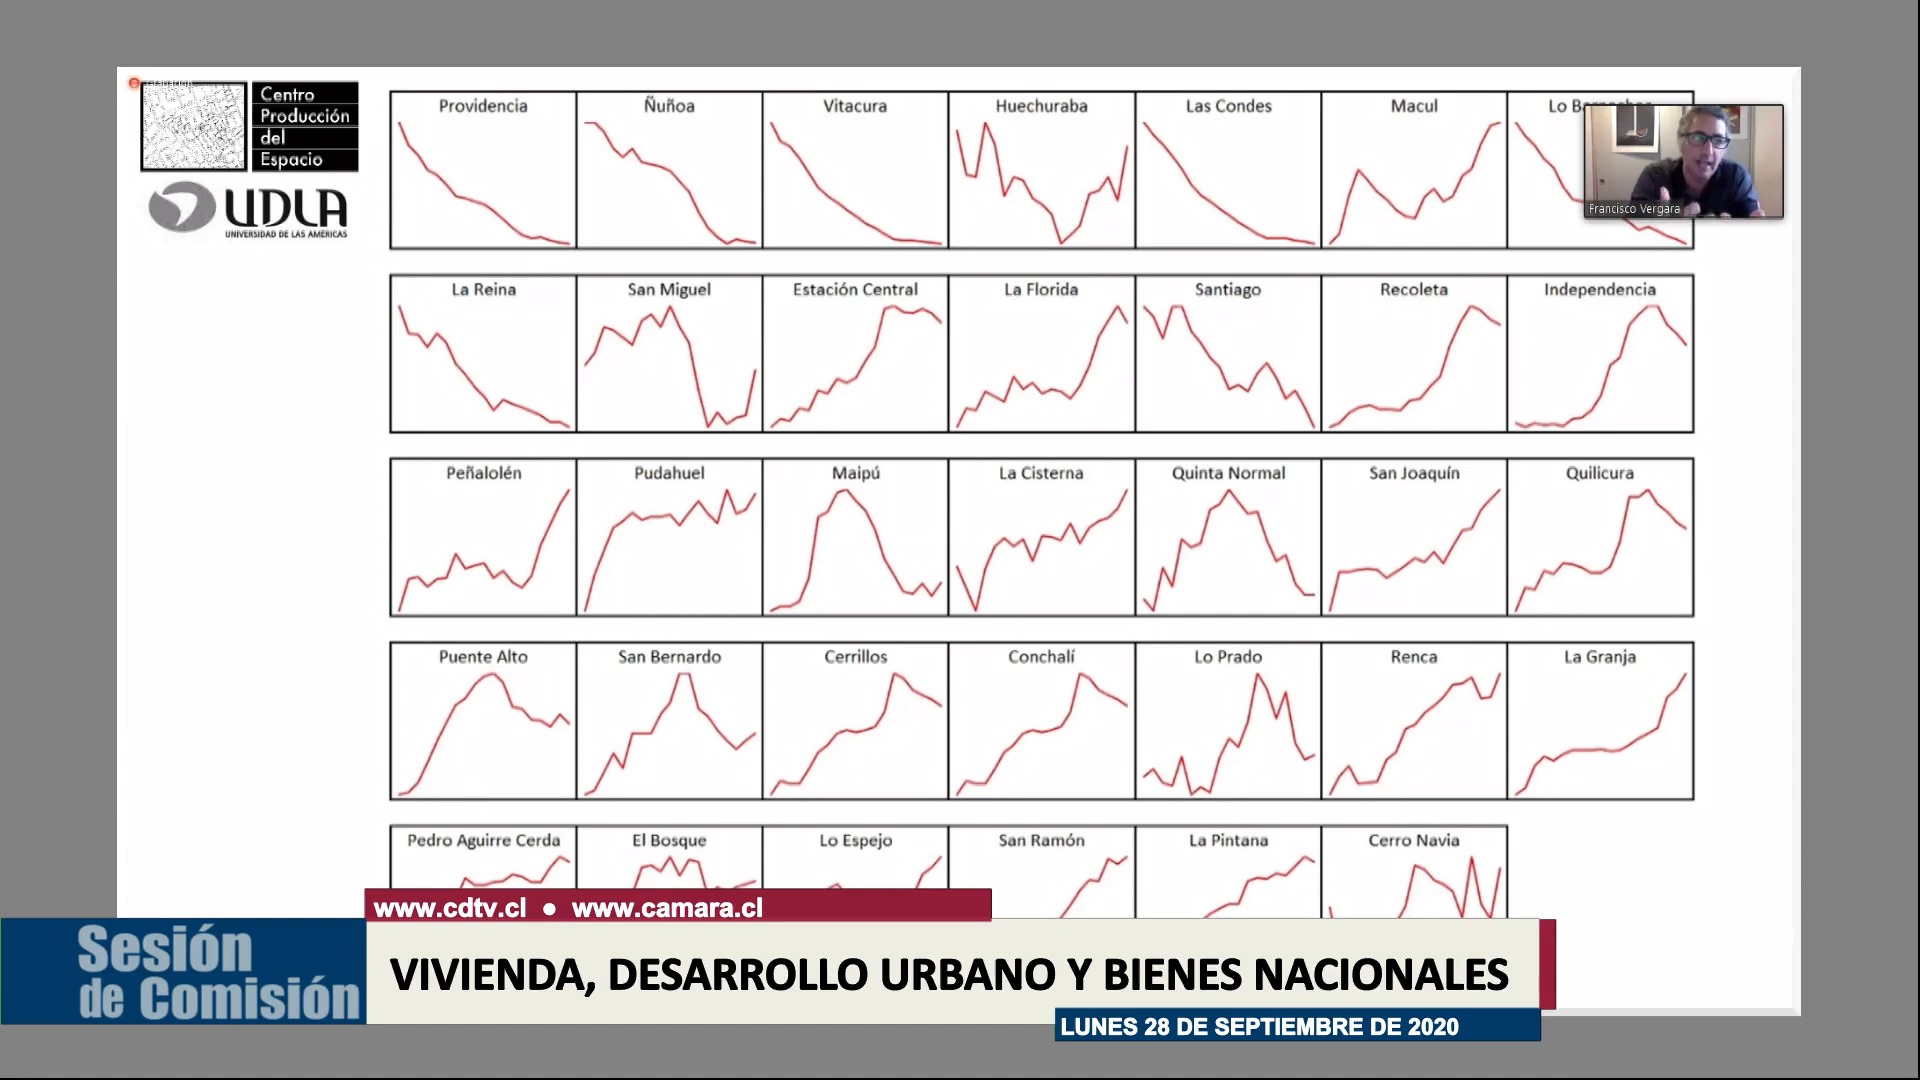 Centro
Producción
del
Espacio
UDLA
UNIVERSIDAD DE LAS AMÉRICAS
Providencia
Ñuñoa
Vitacura
Huechuraba
Las Condes
Macul
Lo
Francisco Vergara
La Reina
San Miguel
Estación Central
La Florida
Santiago
Recoleta
Independencia
Peñalolén
Pudahuel
Maipú
La Cisterna
Quinta Normal
San Joaquín
Quilicura
Puente Alto
San Bernardo
Cerrillos
Conchalí
Lo Prado
Renca
La Granja
Pedro Aguirre Cerda
El Bosque
Lo Espejo
San Ramón
La Pintana
Cerro Navia
www.cdtv.cl ● www.camara.cl
Sesión
de Comisión
VIVIENDA, DESARROLLO URBANO Y BIENES NACIONALES
LUNES 28 DE SEPTIEMBRE DE 2020